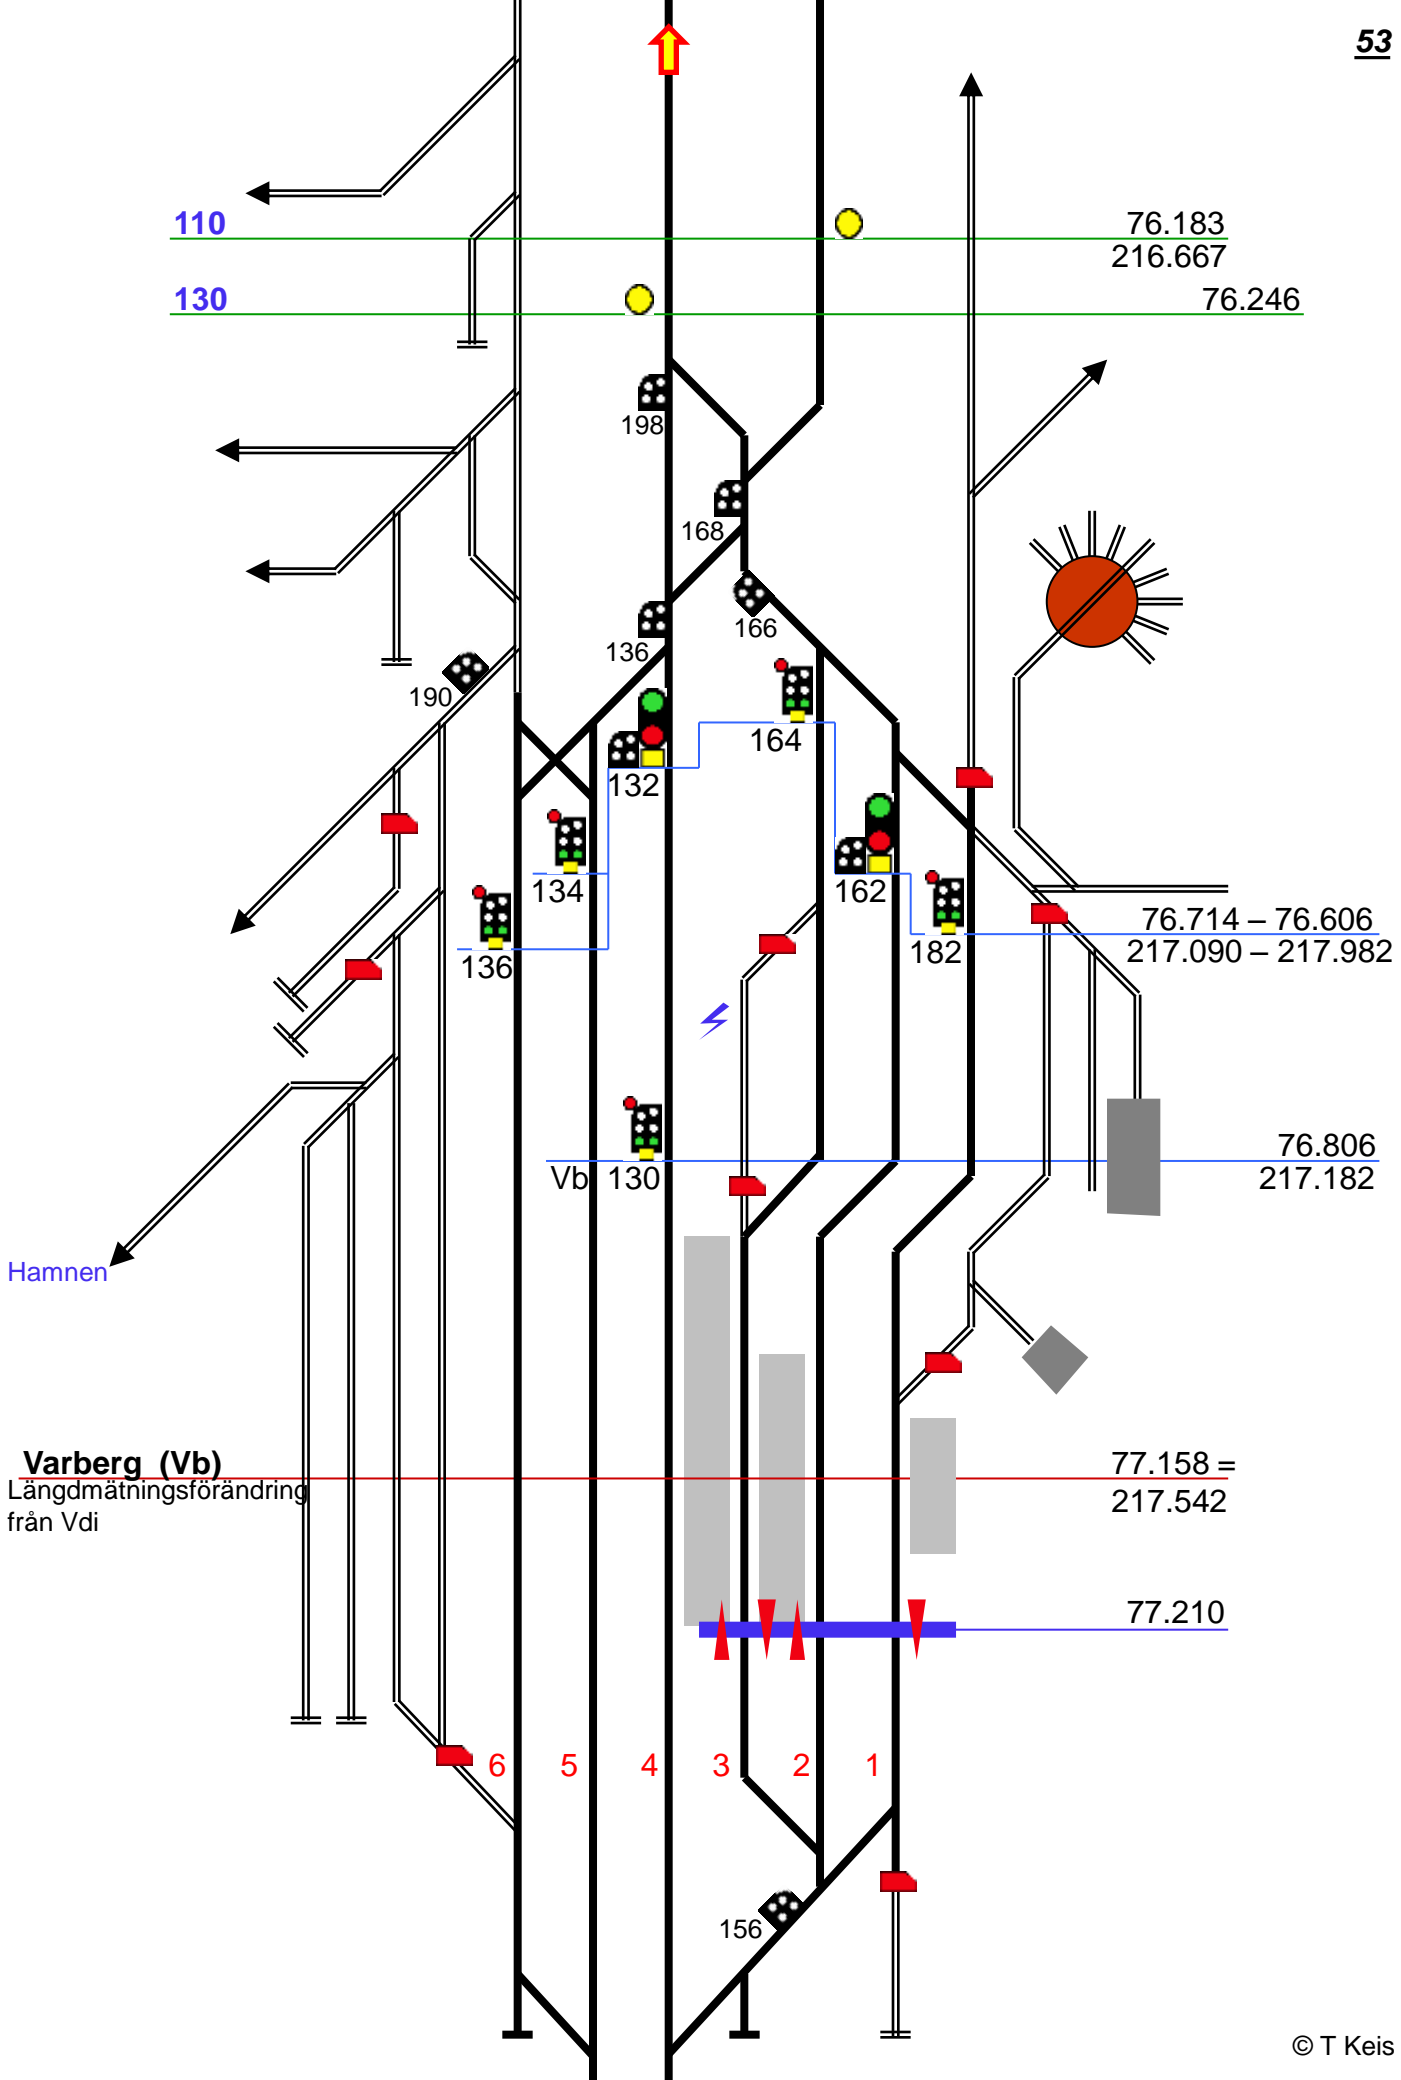 53
110 76.183
216.667
130 76.246
198
168
136
166
190
164
132
134
162
136
182
76.714 – 76.606
217.090 – 217.982
Vb 130
76.806
217.182
Hamnen
Varberg (Vb) 77.158 =
Längdmätningsförändring 217.542
från Vdi
77.210
6 5 4 3 2 1
156
© T Keis